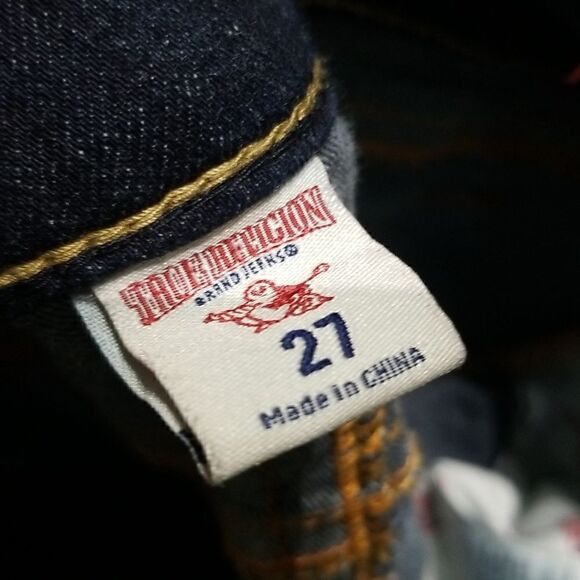 TRUE RELIGION
BRAND JEANS®
27
Made in CHINA